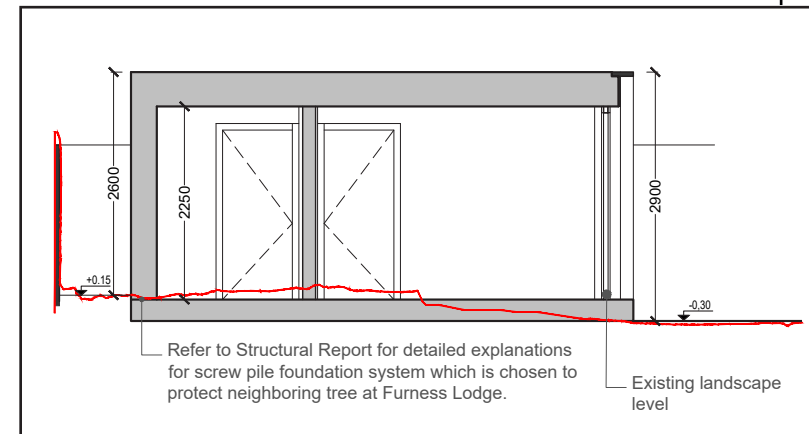 2600
2250
2900
+0.15
-0,30
Refer to Structural Report for detailed explanations
for screw pile foundation system which is chosen to
protect neighboring tree at Furness Lodge.
Existing landscape
level